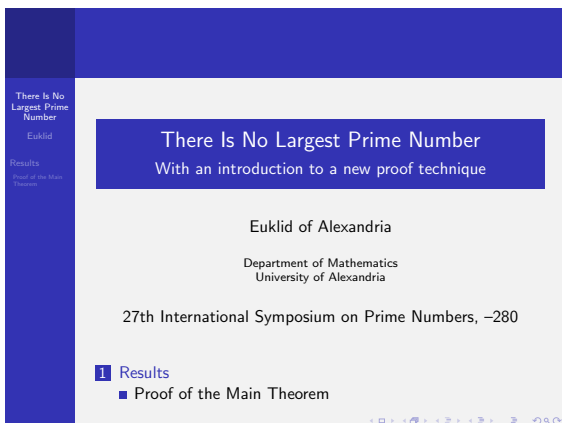 There Is No
Largest Prime
Number
Euklid
Results
Proof of the Main
Theorem
There Is No Largest Prime Number
With an introduction to a new proof technique
Euklid of Alexandria
Department of Mathematics
University of Alexandria
27th International Symposium on Prime Numbers, –280
1 Results
Proof of the Main Theorem